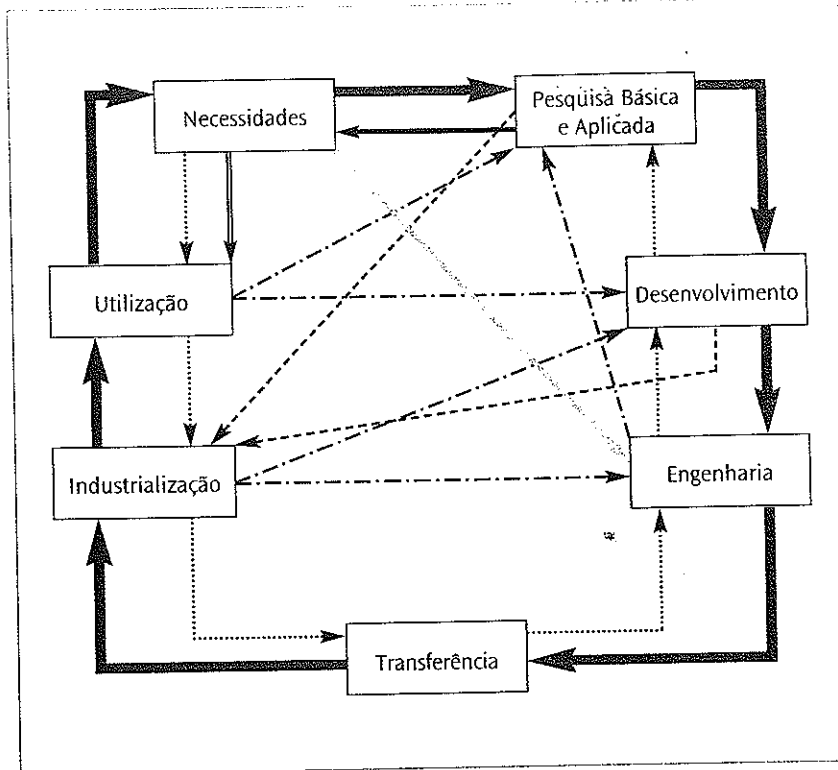 Necessidades
Pesquisa Básica
e Aplicada
Utilização
Desenvolvimento
Industrialização
Engenharia
Transferência